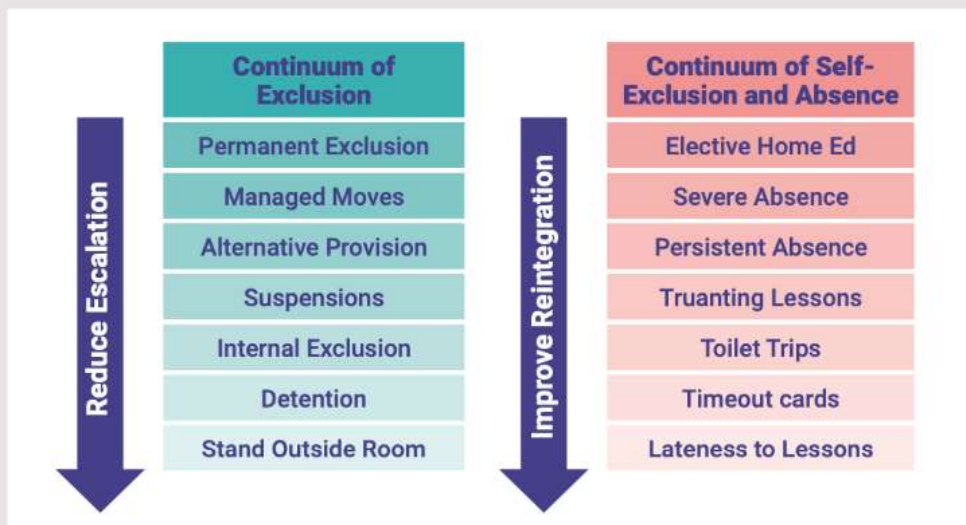 Reduce Escalation
Continuum of
Exclusion
Permanent Exclusion
Managed Moves
Alternative Provision
Suspensions
Internal Exclusion
Detention
Stand Outside Room
Improve Reintegration
Continuum of Self-
Exclusion and Absence
Elective Home Ed
Severe Absence
Persistent Absence
Truanting Lessons
Toilet Trips
Timeout cards
Lateness to Lessons